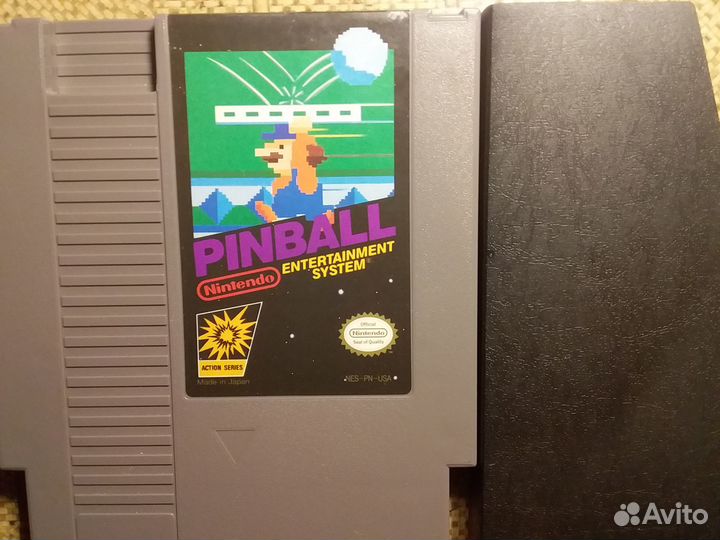 PINBALL
Nintendo
ENTERTAINMENT
SYSTEM
Official
Nintendo
Seal of Quality
ACTION SERIES
Made in Japan
NES-PN-USA
Avito